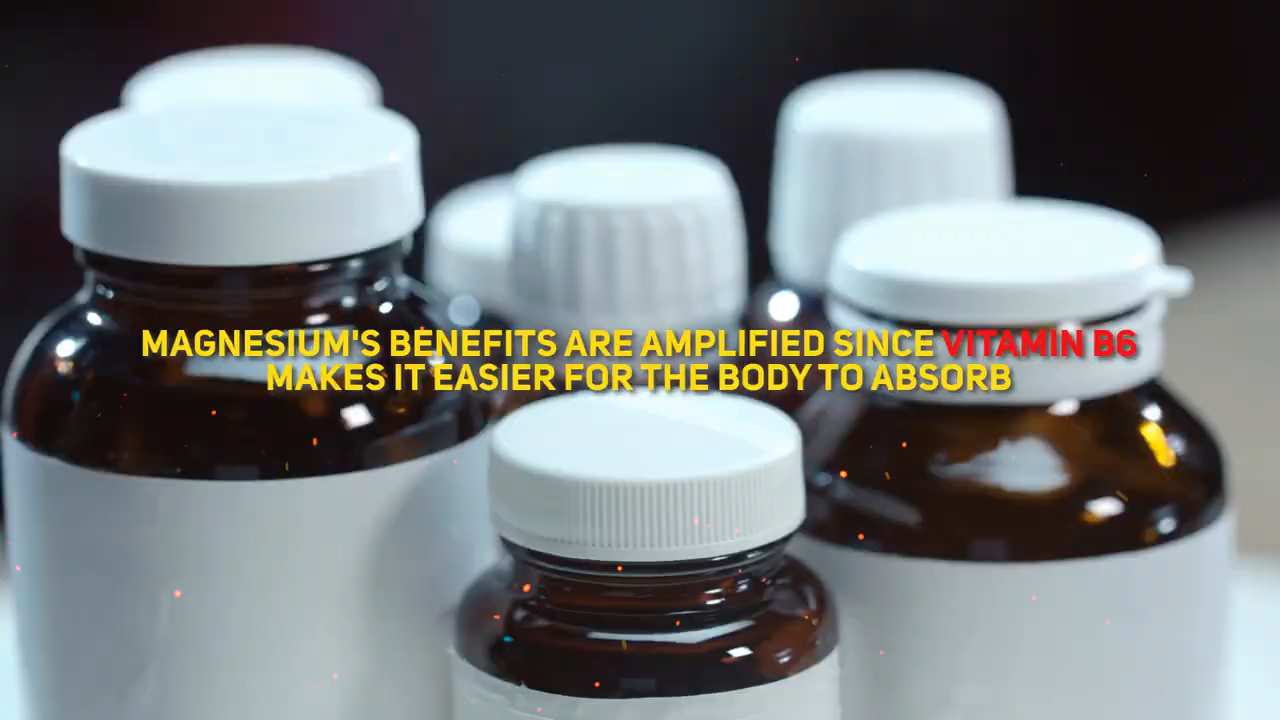 MAGNESIUM'S BENEFITS ARE AMPLIFIED SINCE VITAMIN B6
MAKES IT EASIER FOR THE BODY TO ABSORB